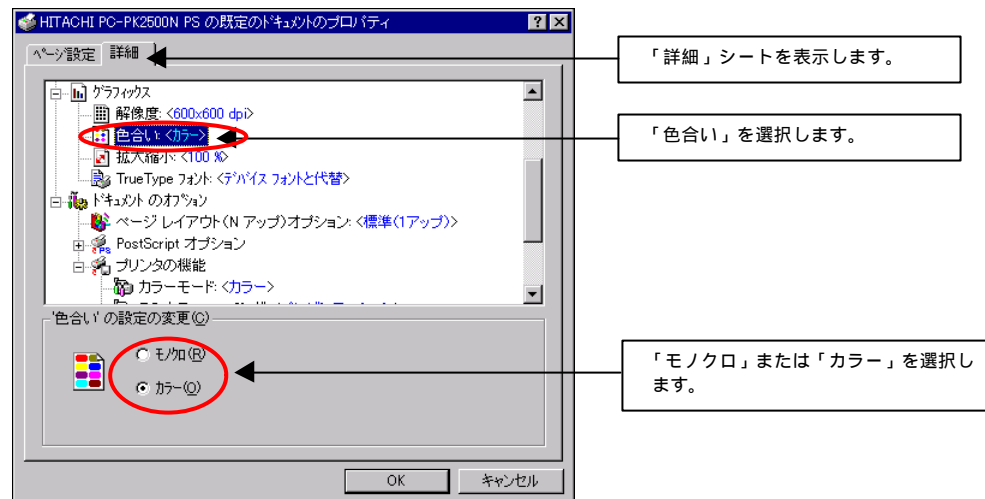 HITACHI PC-PK2500N PS の既定のドキュメントのプロパティ
ページ設定 詳細
グラフィックス
解像度: <600x600 dpi>
色合い: <カラー>
拡大縮小: <100 %>
TrueType フォント: <デバイス フォントと代替>
ドキュメント のオプション
ページ レイアウト(N アップ)オプション: <標準(1アップ)>
PostScript オプション
プリンタの機能
カラーモード: <カラー>
'色合い' の設定の変更(C)
モノクロ(R)
カラー(O)
OK キャンセル
「詳細」シートを表示します。
「色合い」を選択します。
「モノクロ」または「カラー」を選択し
ます。